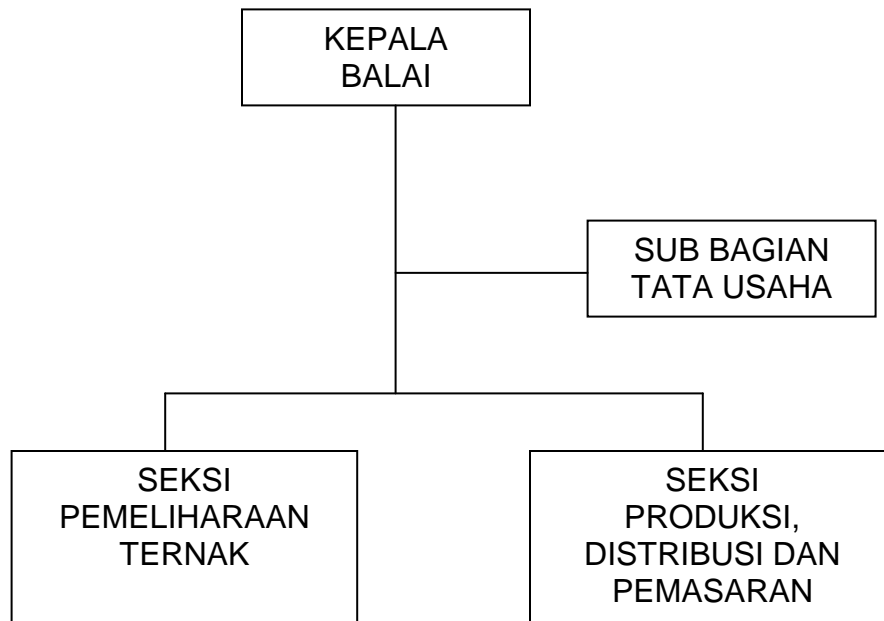 KEPALA
BALAI
SUB BAGIAN
TATA USAHA
SEKSI
PEMELIHARAAN
TERNAK
SEKSI
PRODUKSI,
DISTRIBUSI DAN
PEMASARAN